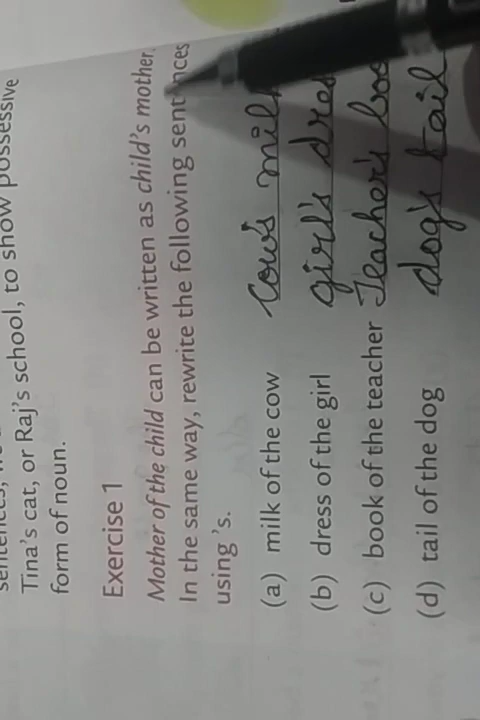 Tina's cat, or Raj's school, to show possessive
form of noun.
Exercise 1
Mother of the child can be written as child's mother.
In the same way, rewrite the following sentences
using 's.
(a) milk of the cow Cow's milk
(b) dress of the girl girl's
(c) book of the teacher Teacher's
(d) tail of the dog dog's tail